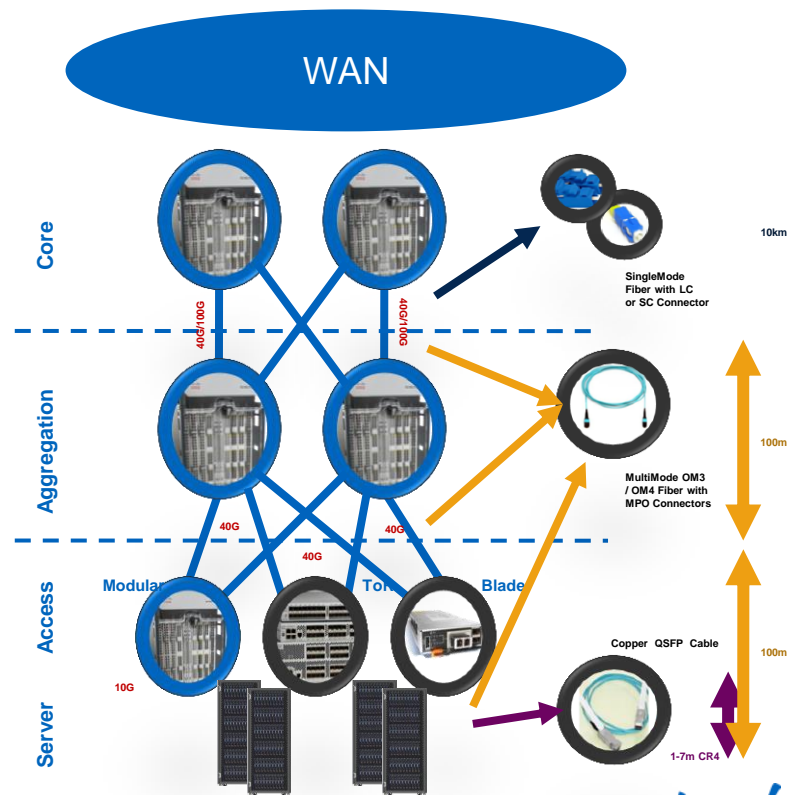 WAN
Core
10km
SingleMode
Fiber with LC
or SC Connector
40G/100G
40G/100G
Aggregation
100m
MultiMode OM3
/ OM4 Fiber with
MPO Connectors
40G
40G
40G
Access
Modular
Blade
Copper QSFP Cable
100m
10G
Server
1-7m CR4